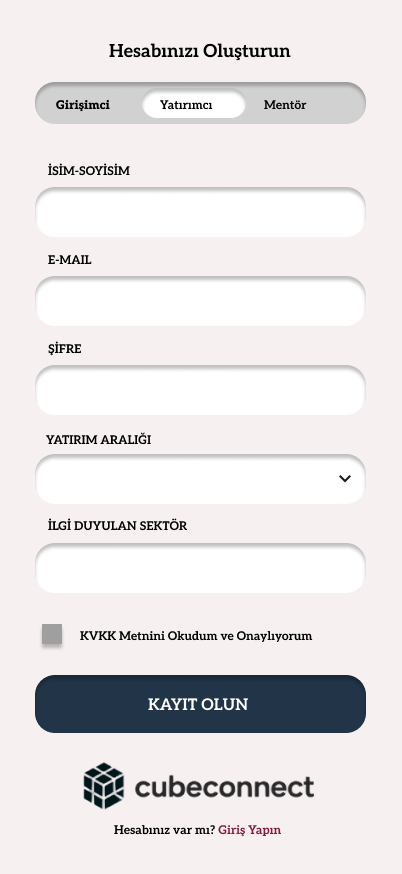 Hesabınızı Oluşturun
Girişimci Yatırımcı Mentör
İSİM-SOYİSİM
E-MAIL
ŞİFRE
YATIRIM ARALIĞI
İLGİ DUYULAN SEKTÖR
KVKK Metnini Okudum ve Onaylıyorum
KAYIT OLUN
cubeconnect
Hesabınız var mı? Giriş Yapın